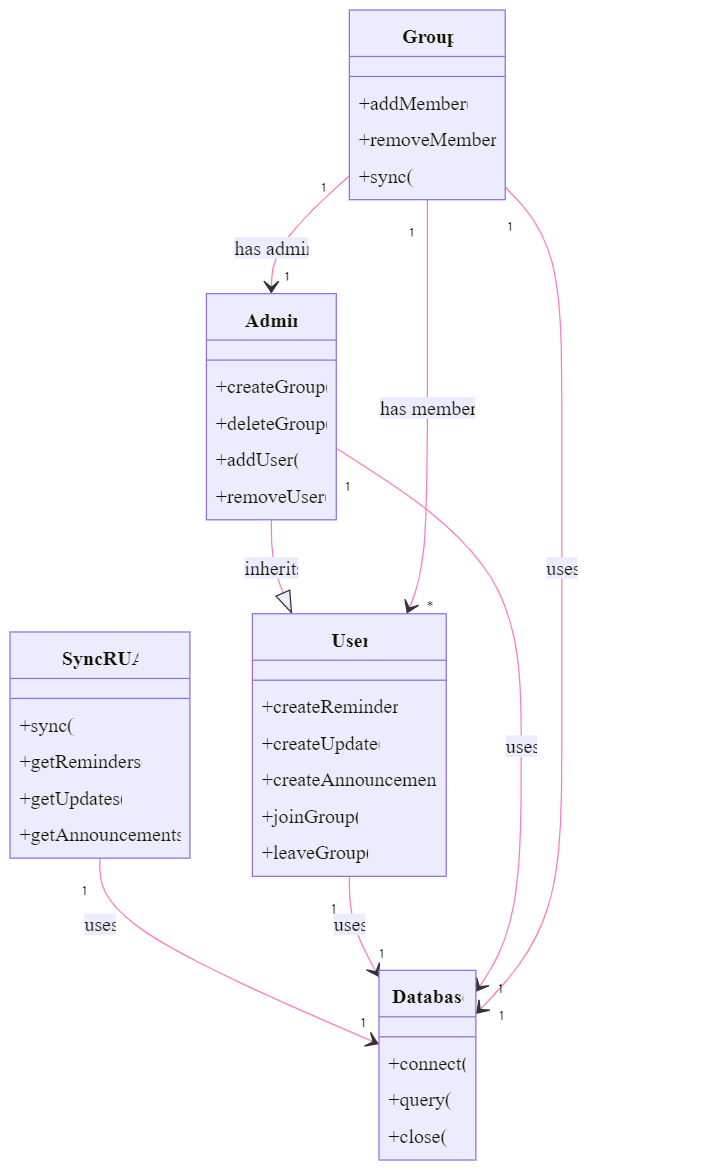 Group
+addMember(
+removeMember
+sync(
1
1
1
has admin
1
Admin
+createGroup(
+deleteGroup(
+addUser(
+removeUser(
has member
1
inherits
uses
*
User
+createReminder
+createUpdate(
+createAnnouncemen
+joinGroup(
+leaveGroup(
SyncRUA
+sync(
+getReminders
+getUpdates(
+getAnnouncements
uses
1
uses
1
uses
1
1
1
1
Database
+connect(
+query(
+close(